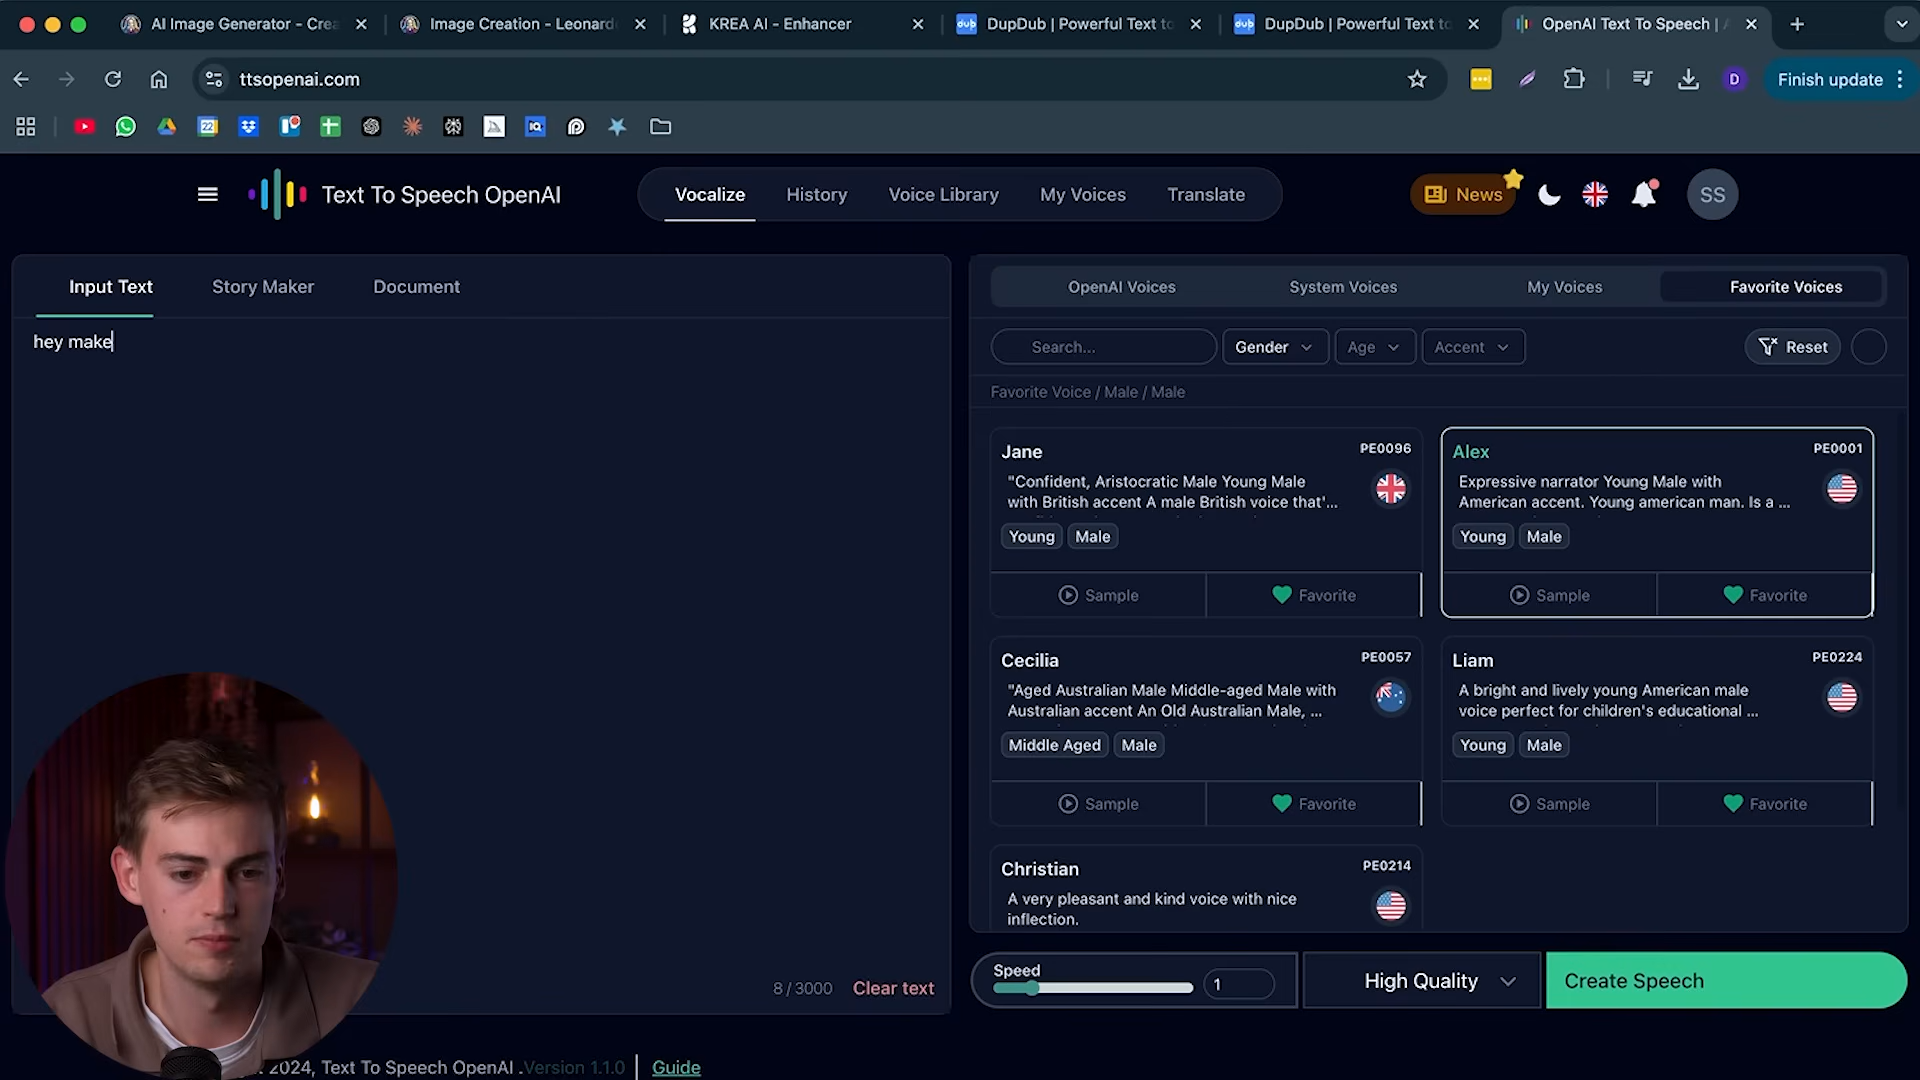 AI Image Generator - Crea
Image Creation - Leonard
KREA AI - Enhancer
dub DupDub | Powerful Text to
dub DupDub | Powerful Text to
OpenAI Text To Speech | A
ttsopenai.com
D
Finish update
22
IQ
Text To Speech OpenAI
Vocalize
History
Voice Library
My Voices
Translate
News
SS
Input Text
Story Maker
Document
hey make
8 / 3000
Clear text
OpenAI Voices
System Voices
My Voices
Favorite Voices
Search...
Gender
Age
Accent
Reset
Favorite Voice / Male / Male
Jane
PE0096
"Confident, Aristocratic Male Young Male
with British accent A male British voice that'...
Young
Male
Sample
Favorite
Alex
PE0001
Expressive narrator Young Male with
American accent. Young american man. Is a ...
Young
Male
Sample
Favorite
Cecilia
PE0057
"Aged Australian Male Middle-aged Male with
Australian accent An Old Australian Male, ...
Middle Aged
Male
Sample
Favorite
Liam
PE0224
A bright and lively young American male
voice perfect for children's educational ...
Young
Male
Sample
Favorite
Christian
PE0214
A very pleasant and kind voice with nice
inflection.
Speed
1
High Quality
Create Speech
2024, Text To Speech OpenAI .Version 1.1.0
Guide